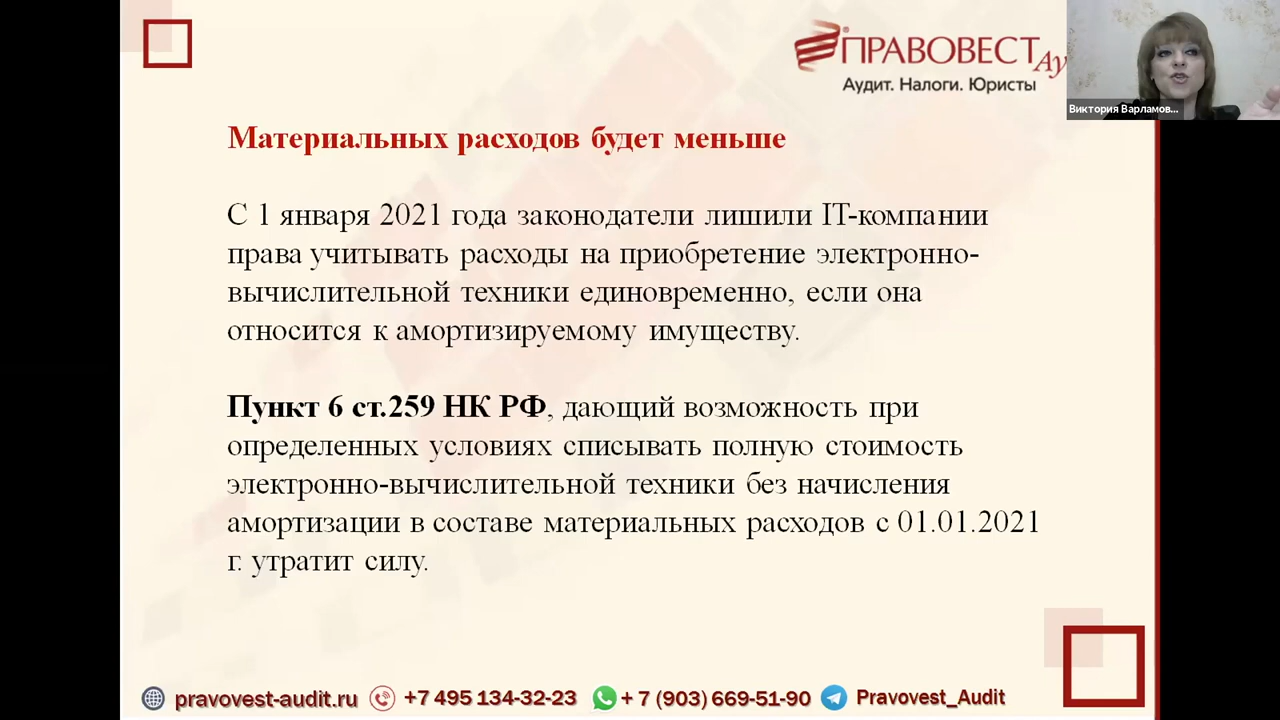 ПРАВОВЕСТ Ау
Аудит. Налоги. Юристы
Виктория Варламов...
Материальных расходов будет меньше
С 1 января 2021 года законодатели лишили IT-компании
права учитывать расходы на приобретение электронно-
вычислительной техники единовременно, если она
относится к амортизируемому имуществу.
Пункт 6 ст.259 НК РФ, дающий возможность при
определенных условиях списывать полную стоимость
электронно-вычислительной техники без начисления
амортизации в составе материальных расходов с 01.01.2021
г. утратит силу.
pravovest-audit.ru +7 495 134-32-23 + 7 (903) 669-51-90 Pravovest_Audit